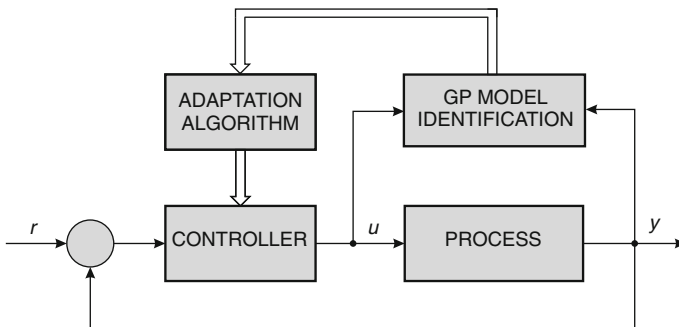 ADAPTATION
ALGORITHM
GP MODEL
IDENTIFICATION
r
CONTROLLER
u
PROCESS
y